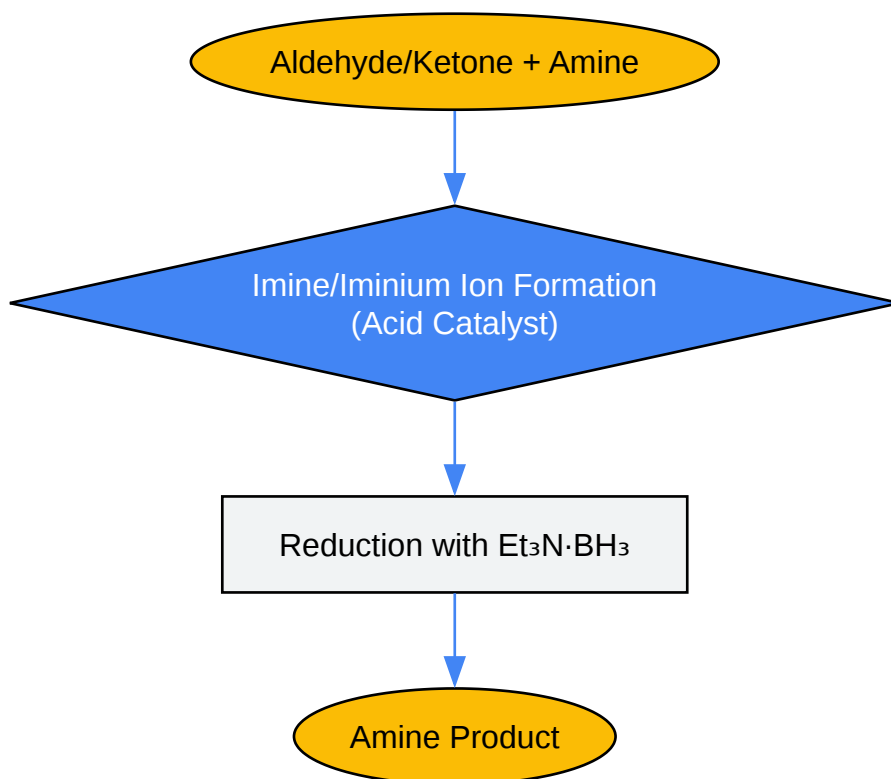 Aldehyde/Ketone + Amine
Imine/Iminium Ion Formation
(Acid Catalyst)
Reduction with Et₃N·BH₃
Amine Product